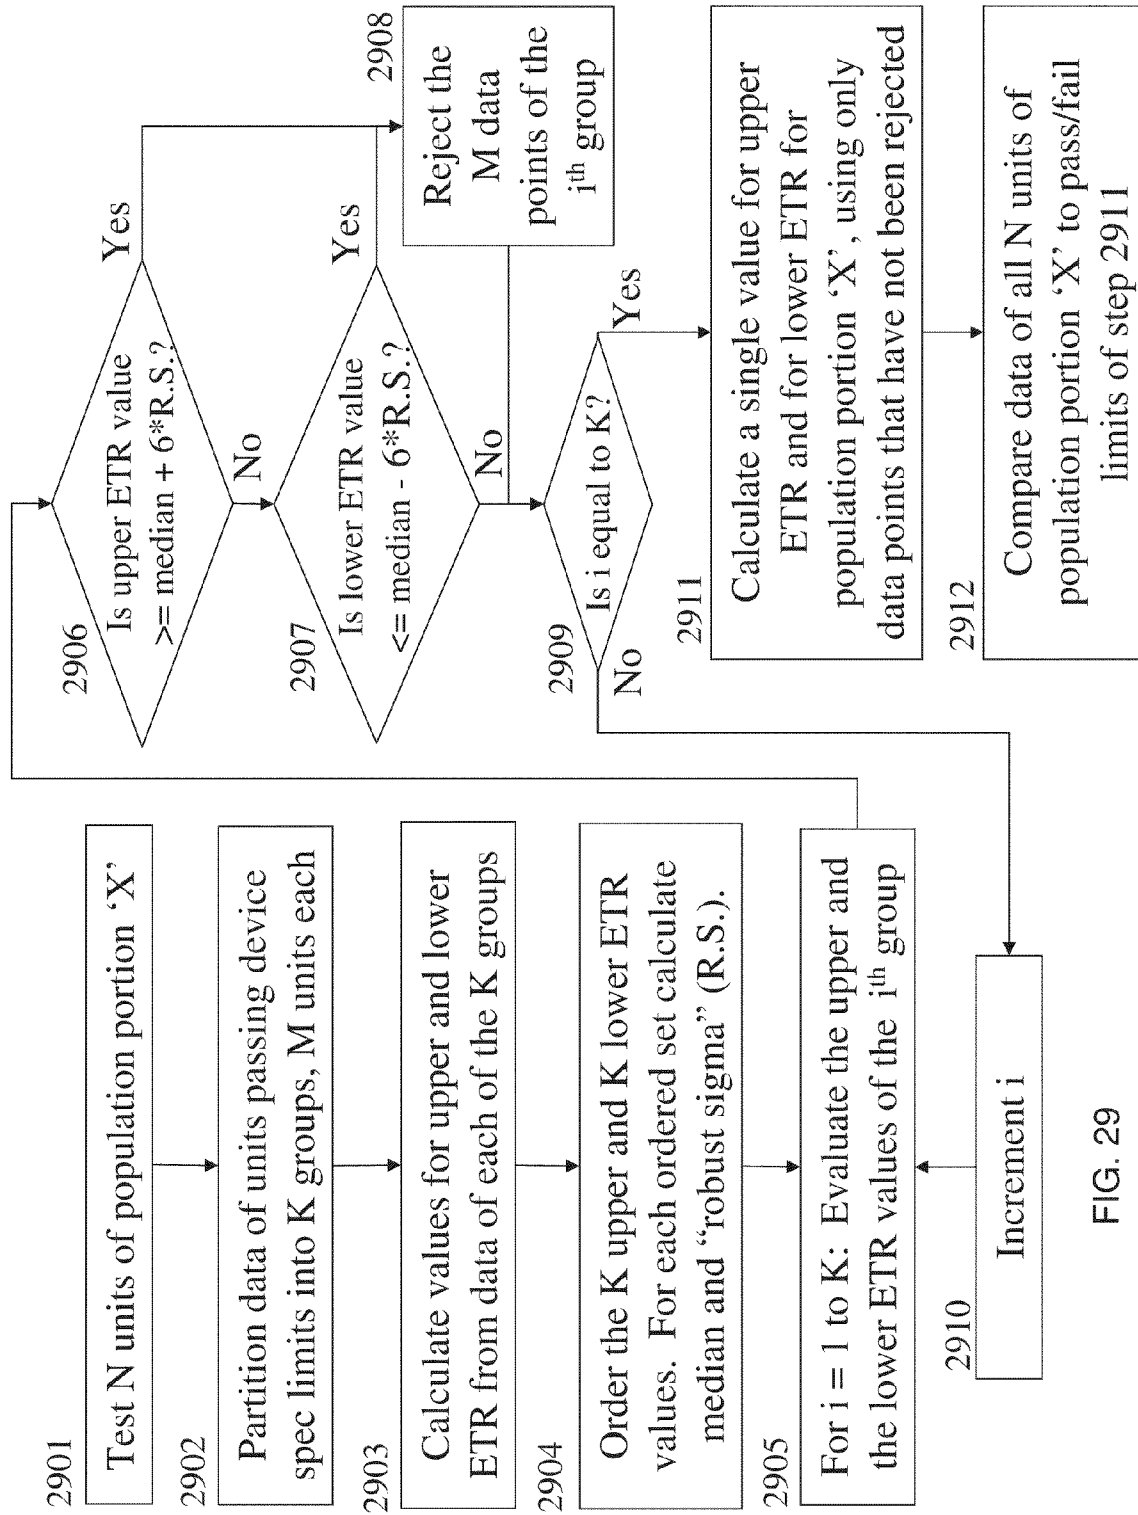 2901
Test N units of population portion ‘X’
2902
Partition data of units passing device
spec limits into K groups, M units each
2903
Calculate values for upper and lower
ETR from data of each of the K groups
2904
Order the K upper and K lower ETR
values. For each ordered set calculate
median and “robust sigma” (R.S.).
2905
For i = 1 to K: Evaluate the upper and
the lower ETR values of the ith group
2910
Increment i
2906
Is upper ETR value
>= median + 6*R.S.?
Yes
No
2907
Is lower ETR value
<= median - 6*R.S.?
Yes
No
2908
Reject the
M data
points of the
ith group
2909
Is i equal to K?
Yes
No
2911
Calculate a single value for upper
ETR and for lower ETR for
population portion ‘X’, using only
data points that have not been rejected
2912
Compare data of all N units of
population portion ‘X’ to pass/fail
limits of step 2911
FIG. 29